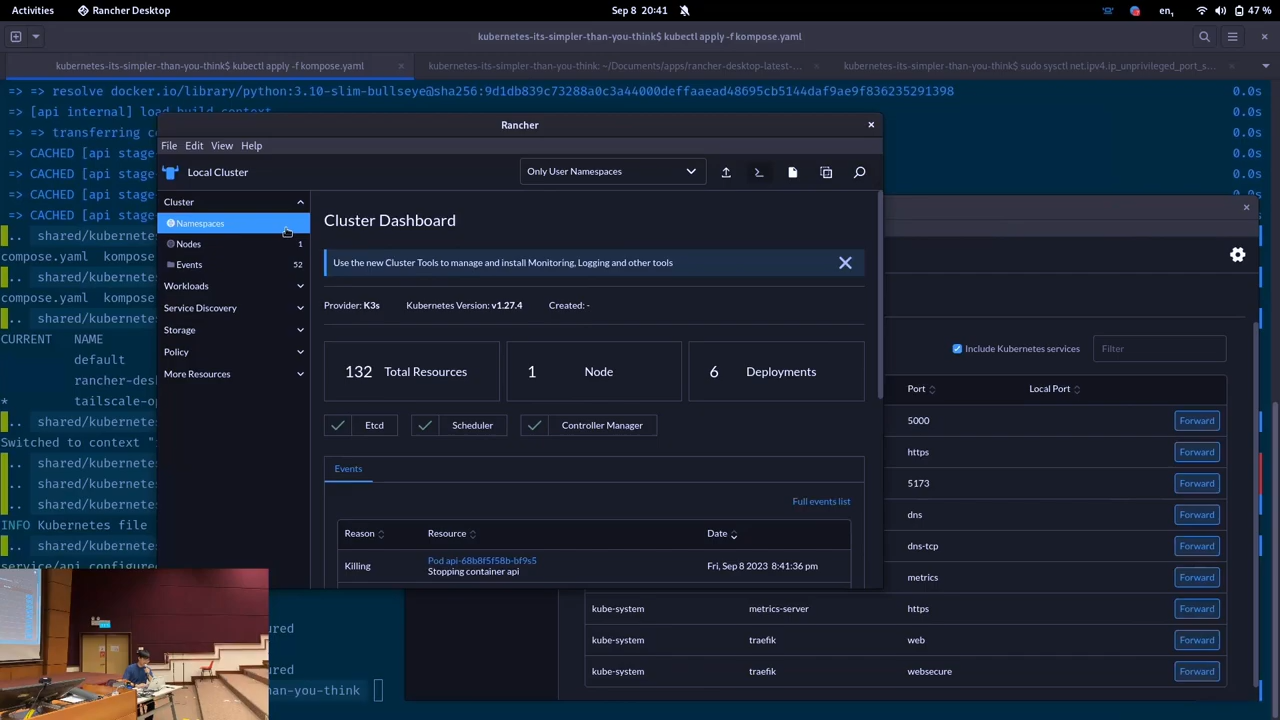 Activities
Rancher Desktop
Sep 8 20:41
en₁
47 %
kubernetes-its-simpler-than-you-think$ kubectl apply -f kompose.yaml
kubernetes-its-simpler-than-you-think$ kubectl apply -f kompose.yaml
kubernetes-its-simpler-than-you-think: ~/Documents/apps/rancher-desktop-latest-...
kubernetes-its-simpler-than-you-think$ sudo sysctl net.ipv4.ip_unprivileged_port_s...
=> => resolve docker.io/library/python:3.10-slim-bullseye@sha256:9d1db839c73288a0c3a44000deffaaead48695cb5144daf9ae9f836235291398 0.0s
=> [api internal] load build context 0.0s
=> => transferring co 0.0s
=> CACHED [api stage 0.0s
=> CACHED [api stage 0.0s
=> CACHED [api stage 0.0s
=> CACHED [api stage 0.0s
.. shared/kubernete
compose.yaml kompos
.. shared/kubernete
compose.yaml kompos
.. shared/kubernete
CURRENT NAME
default
rancher-des
* tailscale-op
.. shared/kubernete
Switched to context "
.. shared/kubernete
.. shared/kubernete
.. shared/kubernete
INFO Kubernetes file
service/api configured
ured
ured
an-you-think
Rancher
File Edit View Help
Local Cluster
Only User Namespaces
Cluster
Namespaces
Nodes 1
Events 52
Workloads
Service Discovery
Storage
Policy
More Resources
Cluster Dashboard
Use the new Cluster Tools to manage and install Monitoring, Logging and other tools
Provider: K3s Kubernetes Version: v1.27.4 Created: -
132 Total Resources
1 Node
6 Deployments
Etcd
Scheduler
Controller Manager
Events
Full events list
Reason Resource Date
Killing Pod api-68b8f5f58b-bf9s5 Fri, Sep 8 2023 8:41:36 pm
Stopping container api
Include Kubernetes services
Filter
Port Local Port
5000 Forward
https Forward
5173 Forward
dns Forward
dns-tcp Forward
metrics Forward
kube-system metrics-server https Forward
kube-system traefik web Forward
kube-system traefik websecure Forward